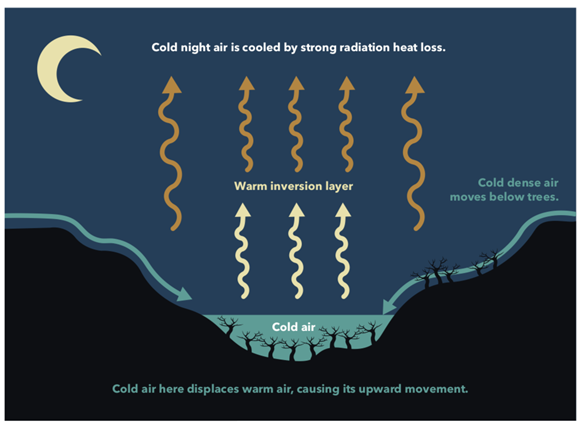 Cold night air is cooled by strong radiation heat loss.
Warm inversion layer
Cold dense air
moves below trees.
Cold air
Cold air here displaces warm air, causing its upward movement.